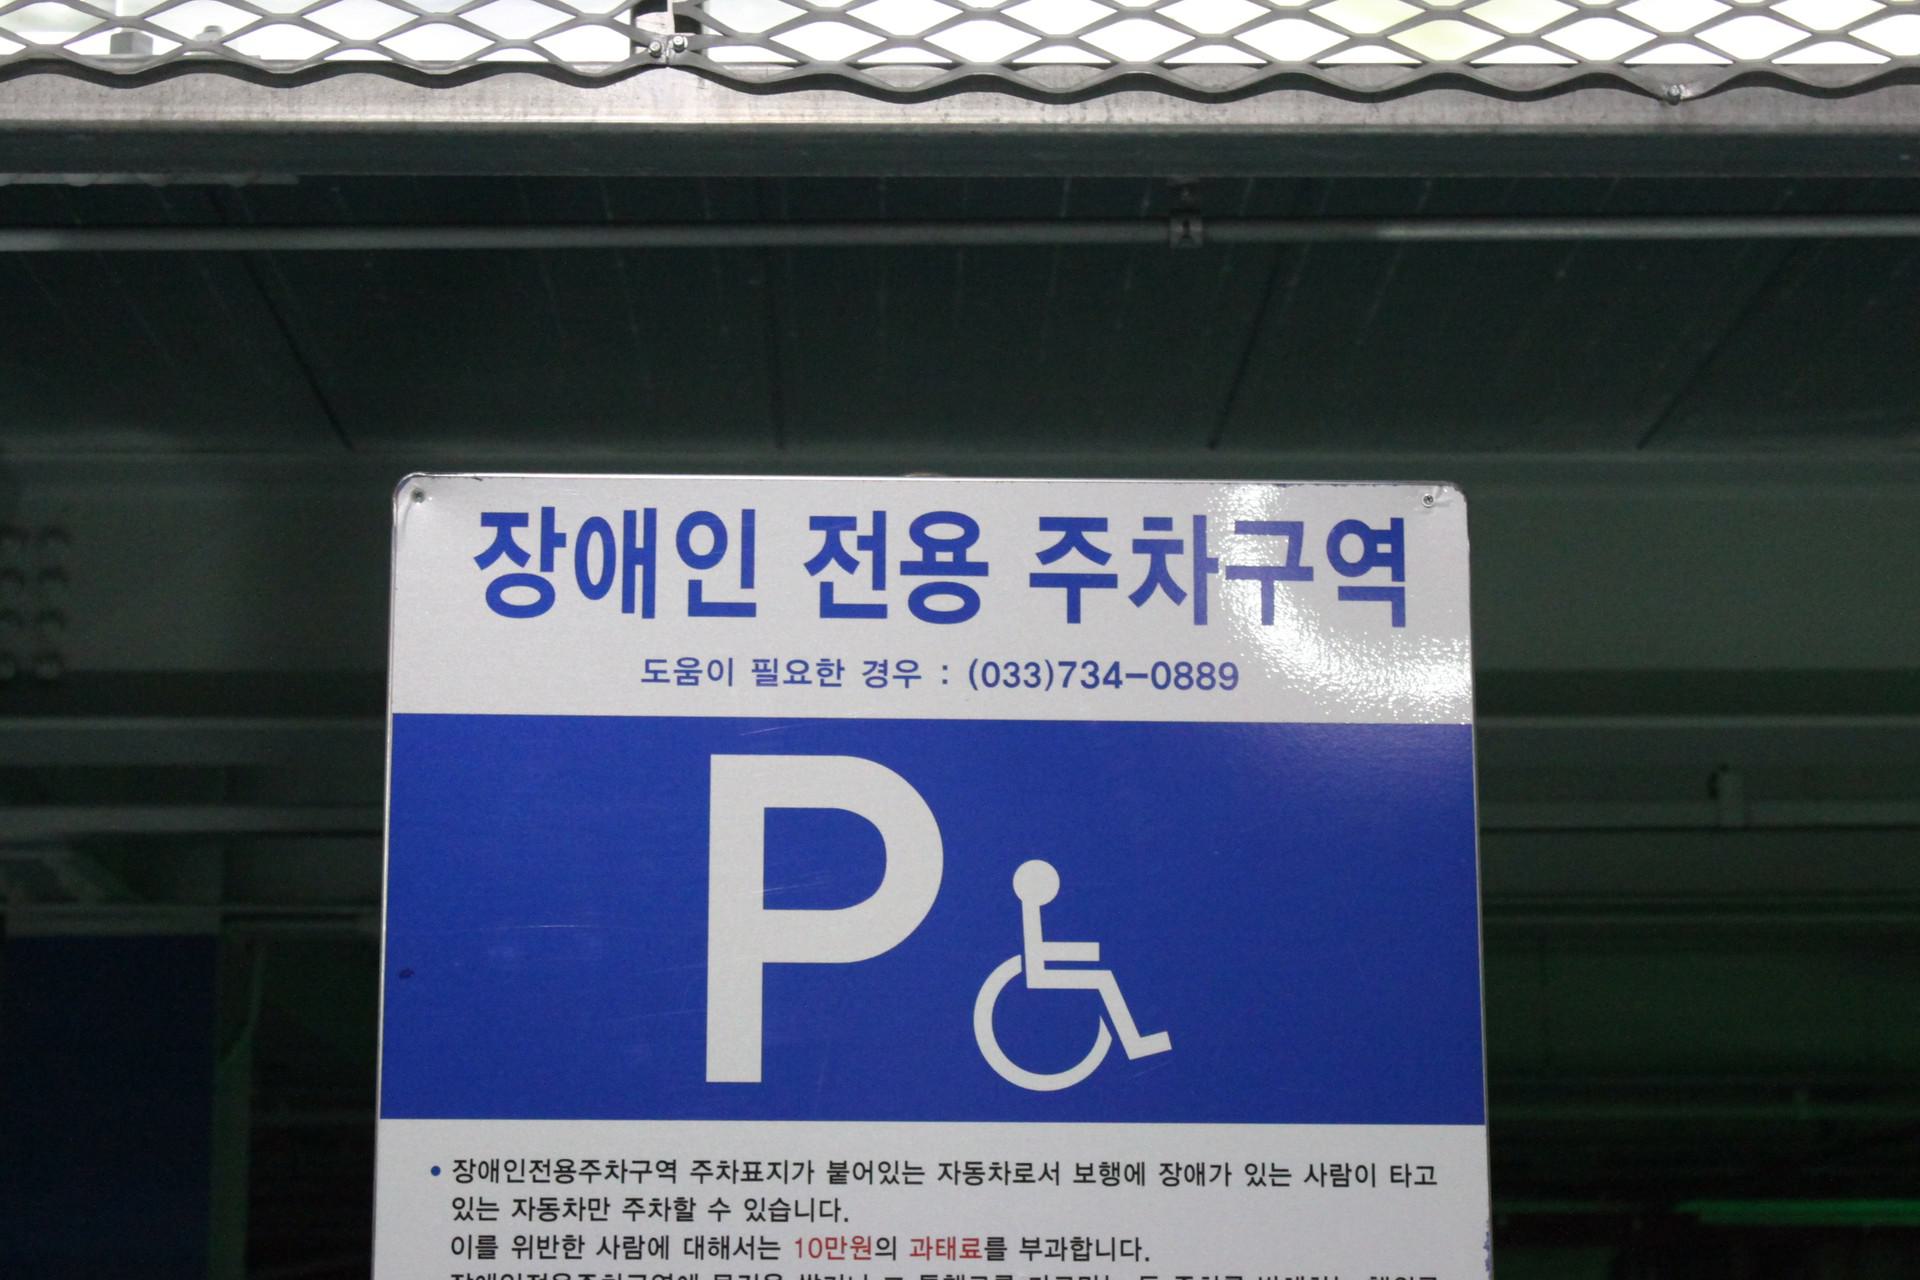 장애인 전용 주차구역
도움이 필요한 경우 : (033)734-0889
P
• 장애인전용주차구역 주차표지가 붙어있는 자동차로서 보행에 장애가 있는 사람이 타고
있는 자동차만 주차할 수 있습니다.
이를 위반한 사람에 대해서는 10만원의 과태료를 부과합니다.